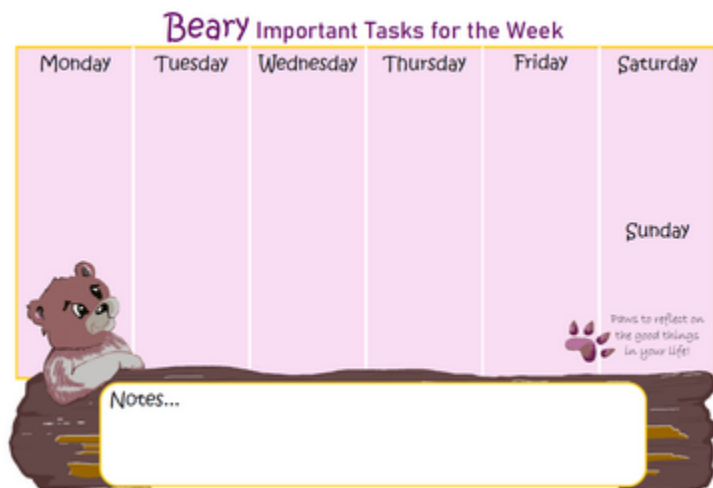 Beary Important Tasks for the Week
Monday Tuesday Wednesday Thursday Friday Saturday
Sunday
Paws to reflect on
the good things
in your life!
Notes...